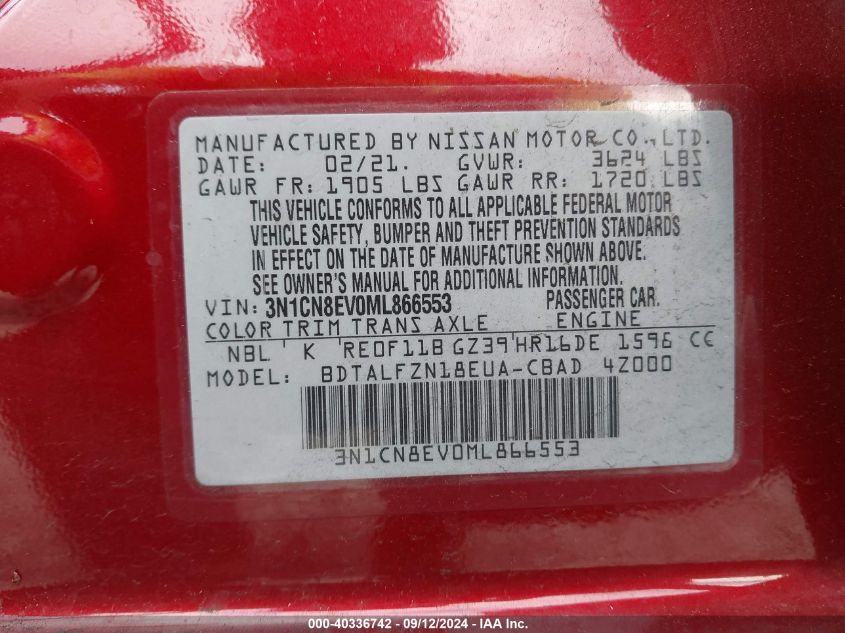 MANUFACTURED BY NISSAN MOTOR CO., LTD.
DATE: 02/21. GVWR: 3624 LBS
GAWR FR: 1905 LBS GAWR RR: 1720 LBS
THIS VEHICLE CONFORMS TO ALL APPLICABLE FEDERAL MOTOR
VEHICLE SAFETY, BUMPER AND THEFT PREVENTION STANDARDS
IN EFFECT ON THE DATE OF MANUFACTURE SHOWN ABOVE.
SEE OWNER'S MANUAL FOR ADDITIONAL INFORMATION.
VIN: 3N1CN8EV0ML866553 PASSENGER CAR.
COLOR TRIM TRANS AXLE ENGINE
NBL K RE0F11B GZ39 HR16DE 1596 CC
MODEL: BDTALFZN18EUA-CBAD 4Z000
3N1CN8EV0ML866553
000-40336742 - 09/12/2024 - IEA Inc.